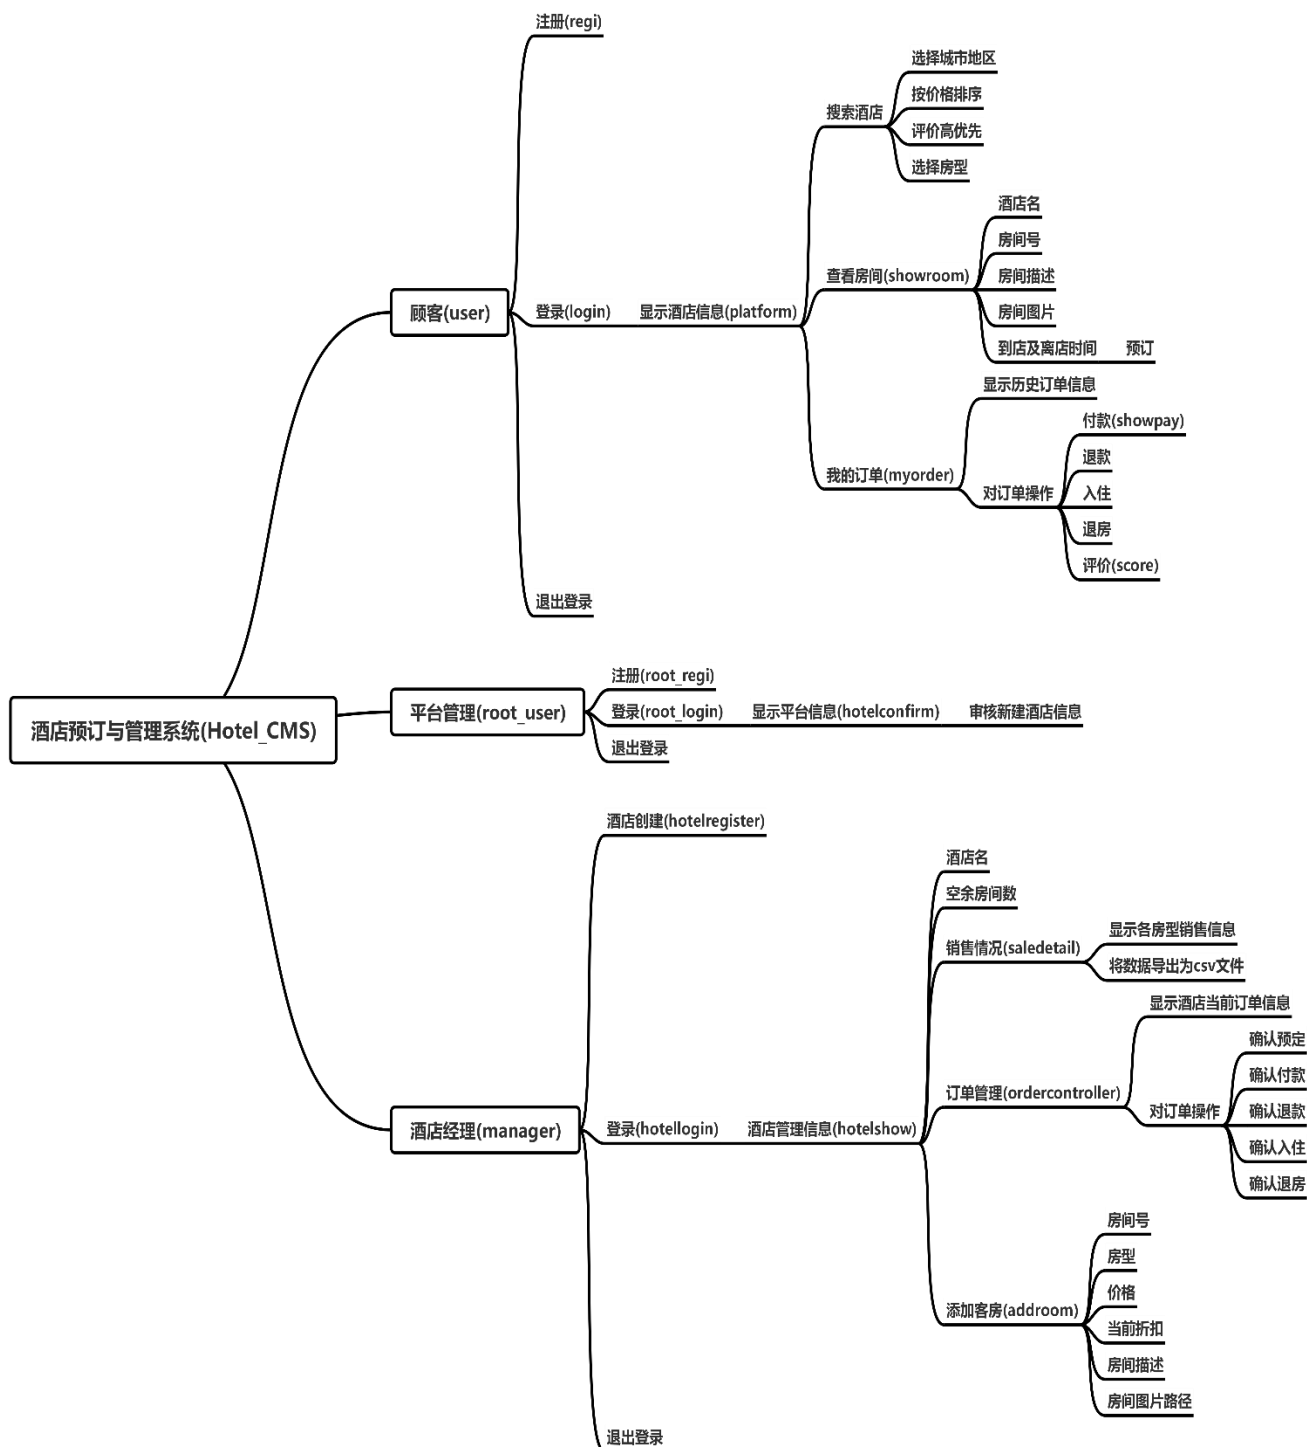 注册(regi)
选择城市地区
按价格排序
搜索酒店
评价高优先
选择房型
酒店名
房间号
查看房间(showroom)
房间描述
顾客(user)
登录(login)
显示酒店信息(platform)
房间图片
到店及离店时间
预订
显示历史订单信息
付款(showpay)
退款
我的订单(myorder)
对订单操作
入住
退房
评价(score)
退出登录
注册(root_regi)
酒店预订与管理系统(Hotel_CMS)
平台管理(root_user)
登录(root_login)
显示平台信息(hotelconfirm)
审核新建酒店信息
退出登录
酒店创建(hotelregister)
酒店名
空余房间数
显示各房型销售信息
销售情况(saledetail)
将数据导出为csv文件
显示酒店当前订单信息
确认预定
确认付款
订单管理(ordercontroller)
对订单操作
确认退款
酒店经理(manager)
登录(hotellogin)
酒店管理信息(hotelshow)
确认入住
确认退房
房间号
房型
价格
添加客房(addroom)
当前折扣
房间描述
房间图片路径
退出登录